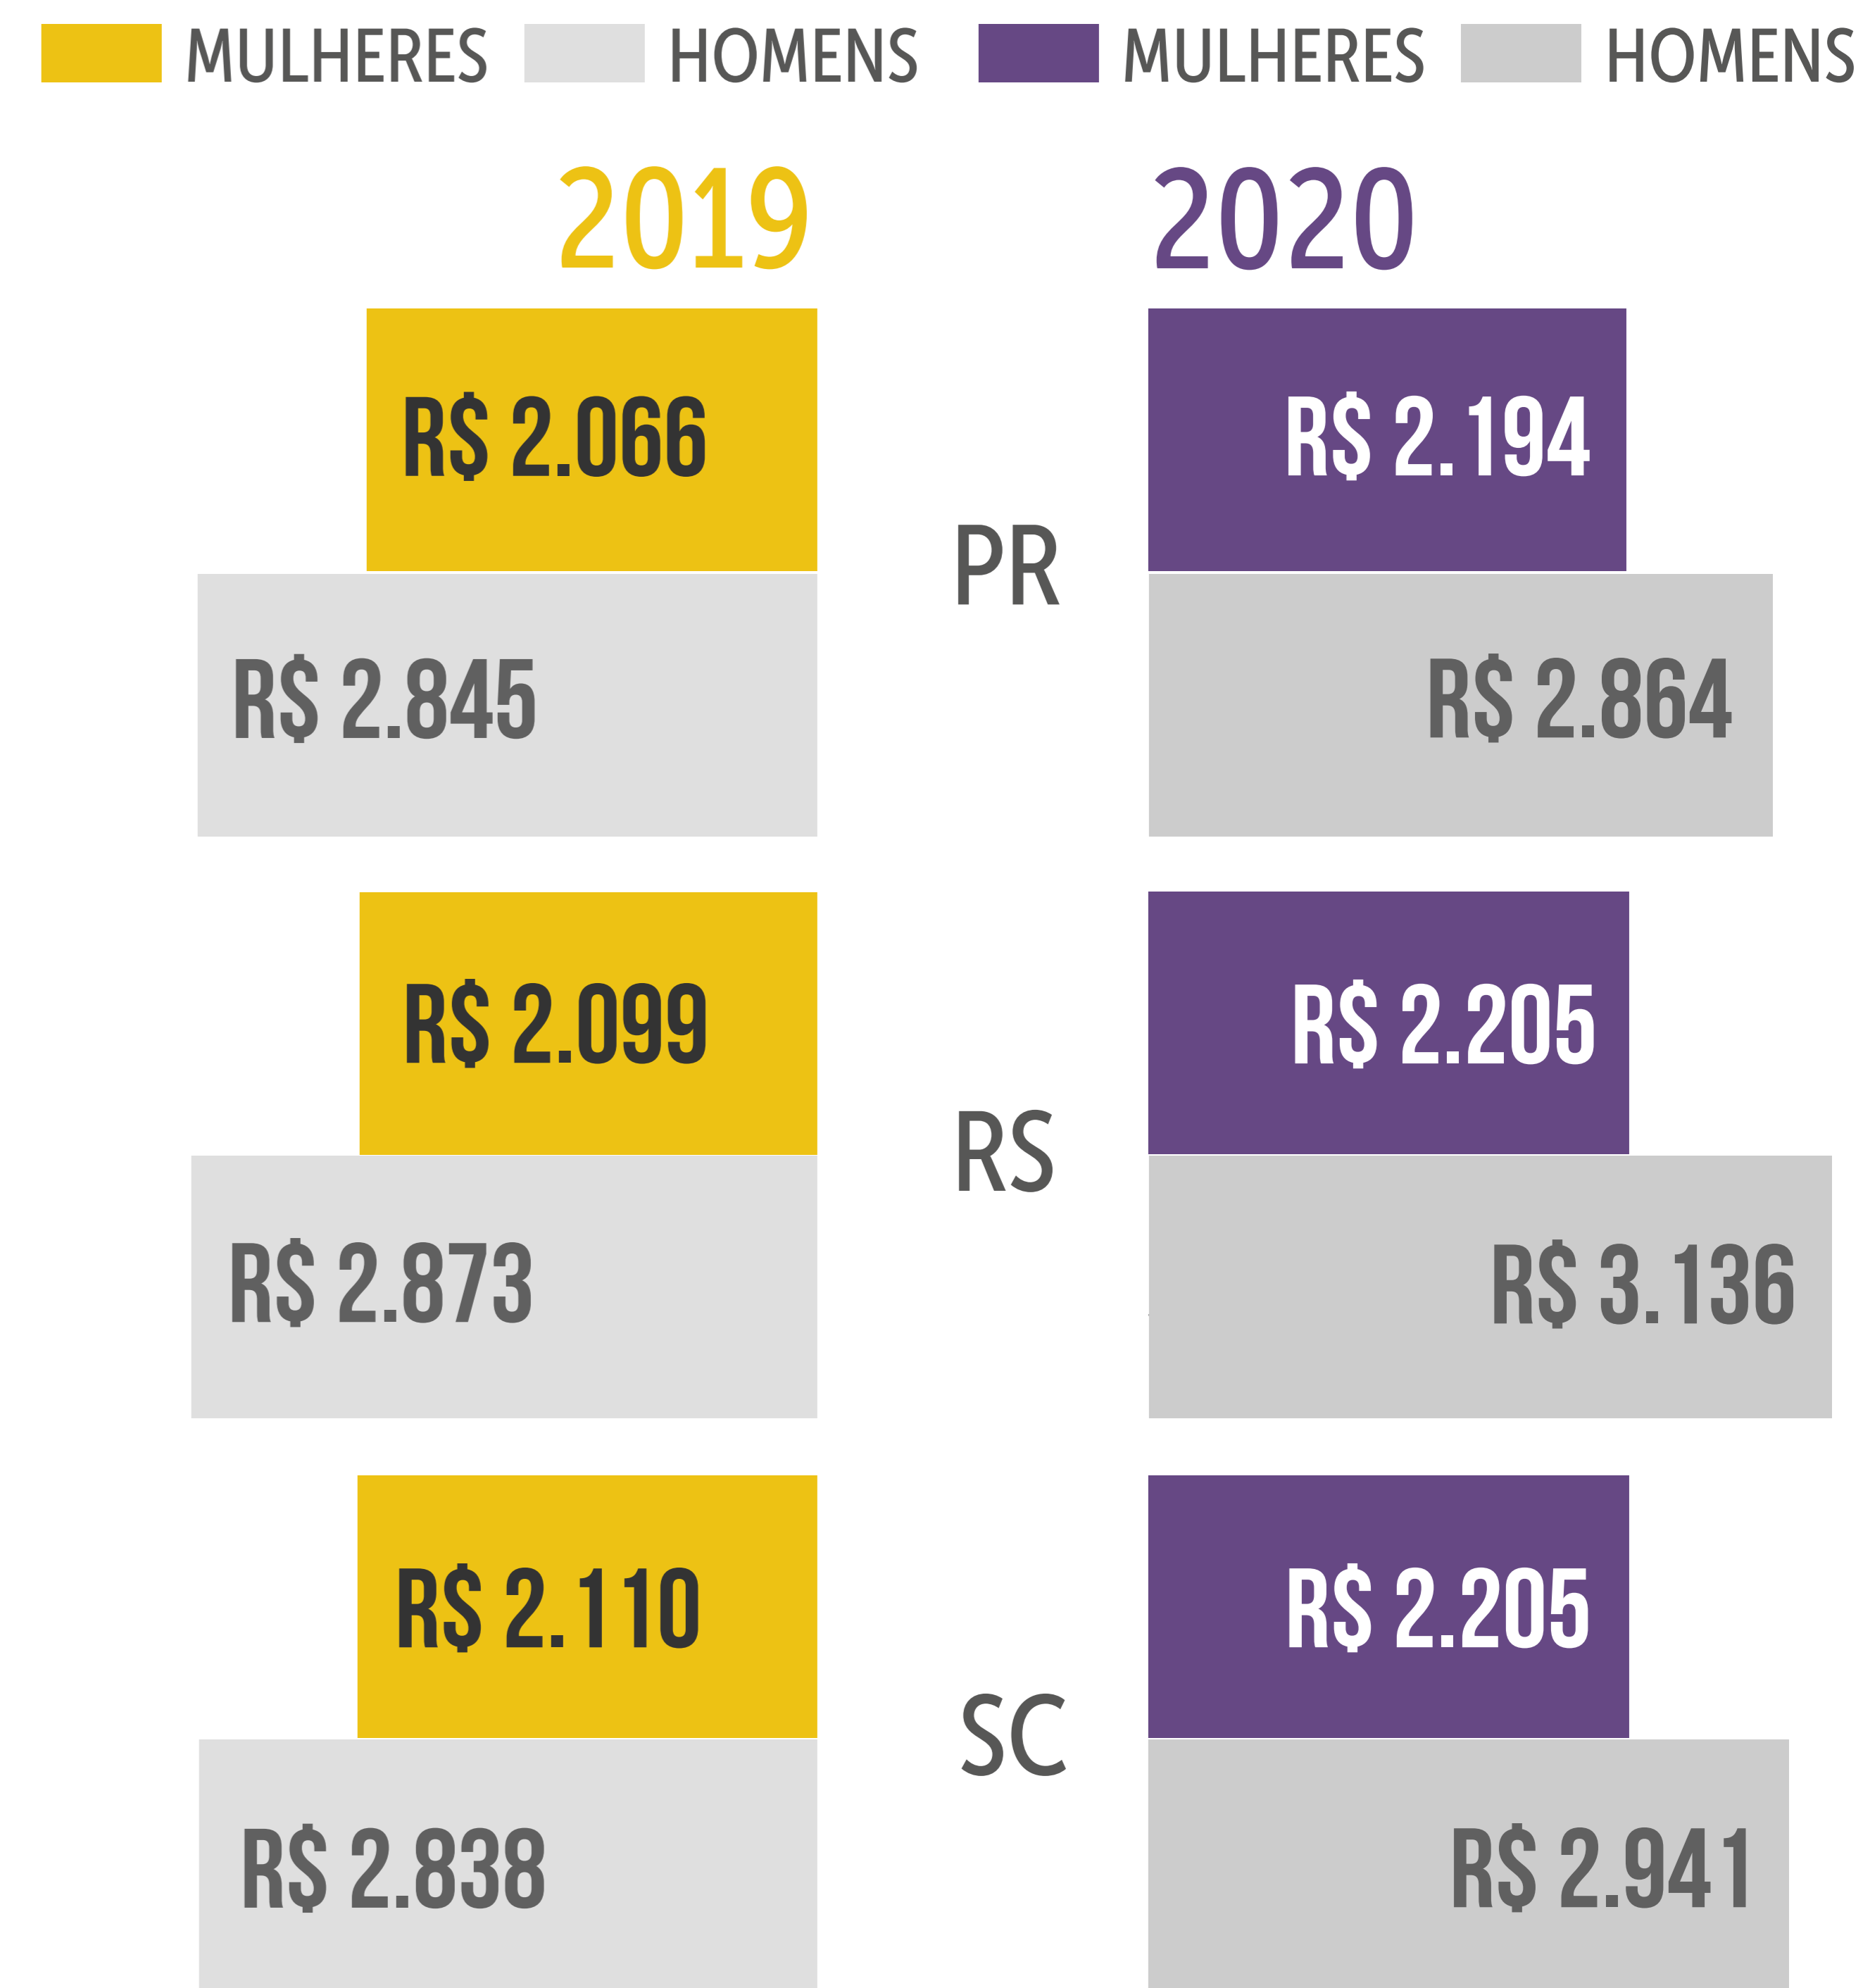 MULHERES HOMENS MULHERES HOMENS
2019 2020
R$ 2.066 R$ 2.194
PR
R$ 2.845 R$ 2.864
R$ 2.099 R$ 2.205
RS
R$ 2.873 R$ 3.136
R$ 2.110 R$ 2.205
SC
R$ 2.838 R$ 2.941